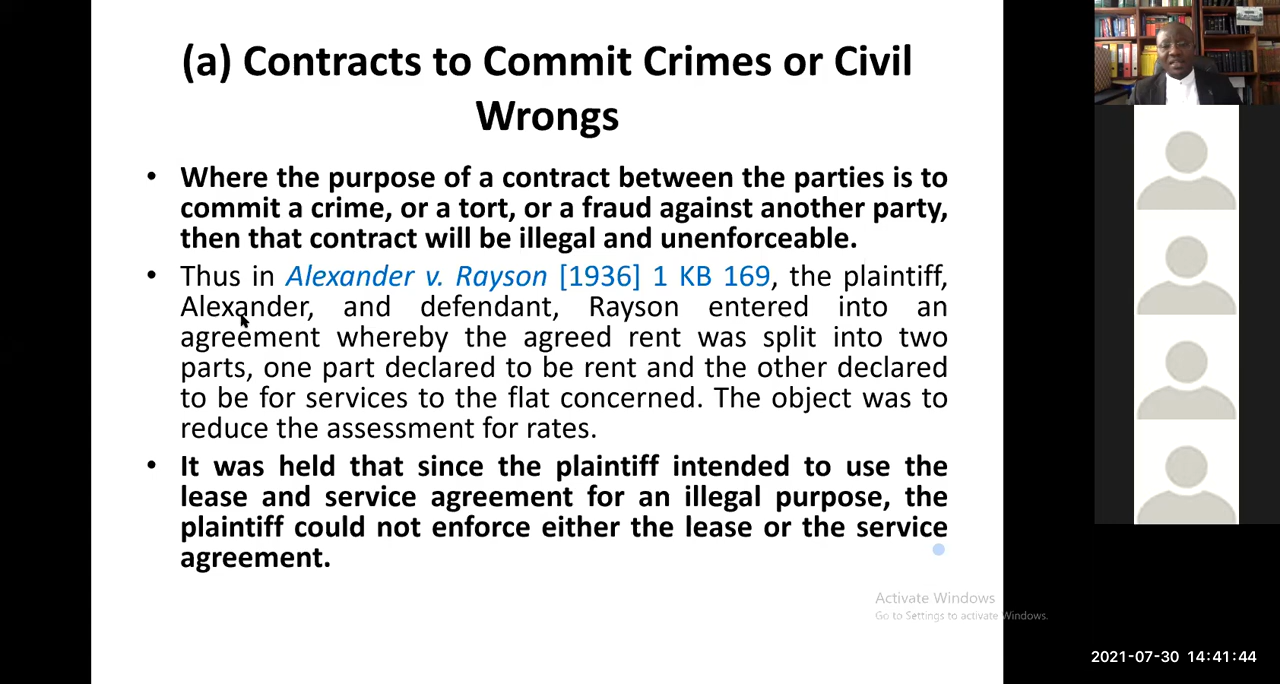 (a) Contracts to Commit Crimes or Civil
Wrongs
• Where the purpose of a contract between the parties is to
commit a crime, or a tort, or a fraud against another party,
then that contract will be illegal and unenforceable.
• Thus in Alexander v. Rayson [1936] 1 KB 169, the plaintiff,
Alexander, and defendant, Rayson entered into an
agreement whereby the agreed rent was split into two
parts, one part declared to be rent and the other declared
to be for services to the flat concerned. The object was to
reduce the assessment for rates.
• It was held that since the plaintiff intended to use the
lease and service agreement for an illegal purpose, the
plaintiff could not enforce either the lease or the service
agreement.
Activate Windows
Go to Settings to activate Windows.
2021-07-30 14:41:44